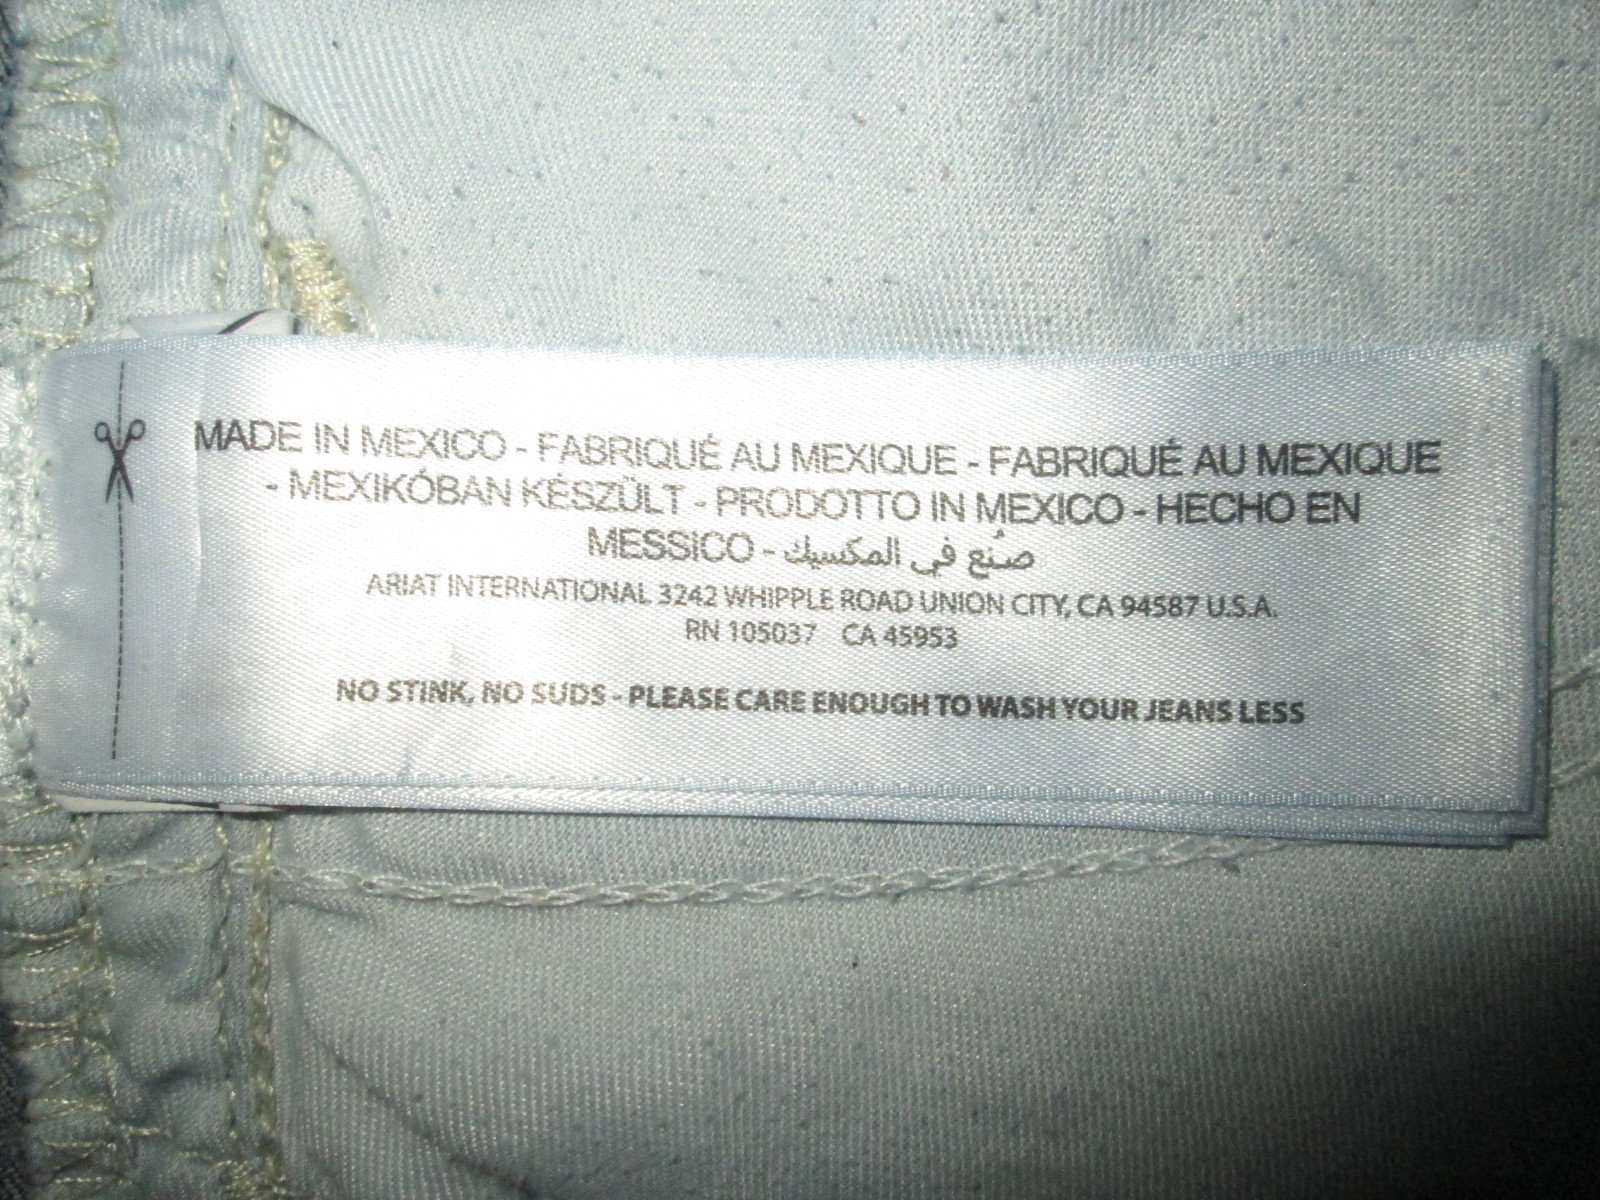 MADE IN MEXICO - FABRIQUÉ AU MEXIQUE - FABRIQUÉ AU MEXIQUE
- MEXIKÓBAN KÉSZÜLT - PRODOTTO IN MEXICO - HECHO EN
MESSICO - صُنع في المكسيك
ARIAT INTERNATIONAL 3242 WHIPPLE ROAD UNION CITY, CA 94587 U.S.A.
RN 105037 CA 45953
NO STINK, NO SUDS - PLEASE CARE ENOUGH TO WASH YOUR JEANS LESS